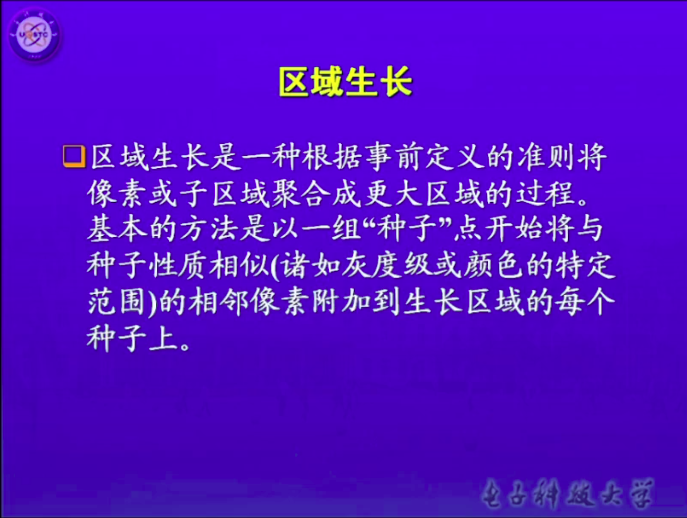 区域生长
区域生长是一种根据事前定义的准则将
像素或子区域聚合成更大区域的过程。
基本的方法是以一组“种子”点开始将与
种子性质相似(诸如灰度级或颜色的特定
范围)的相邻像素附加到生长区域的每个
种子上。
电子科技大学